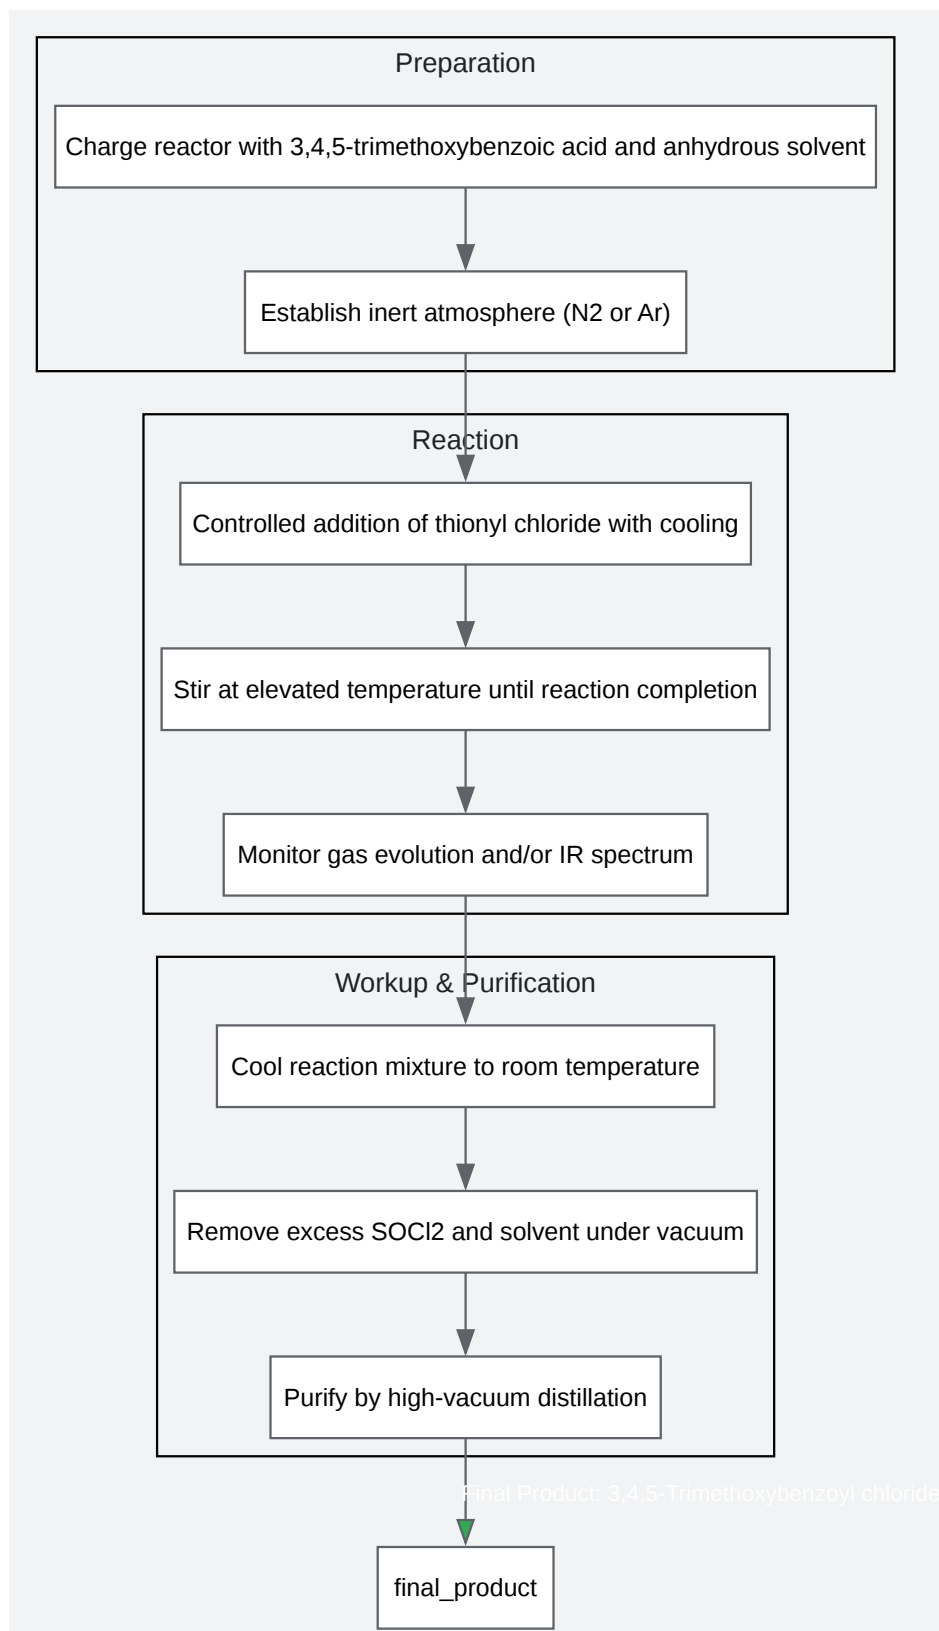 Preparation
Charge reactor with 3,4,5-trimethoxybenzoic acid and anhydrous solvent
Establish inert atmosphere (N2 or Ar)
Reaction
Controlled addition of thionyl chloride with cooling
Stir at elevated temperature until reaction completion
Monitor gas evolution and/or IR spectrum
Workup & Purification
Cool reaction mixture to room temperature
Remove excess SOCl2 and solvent under vacuum
Purify by high-vacuum distillation
Final Product: 3,4,5-Trimethoxybenzoyl chloride
final_product